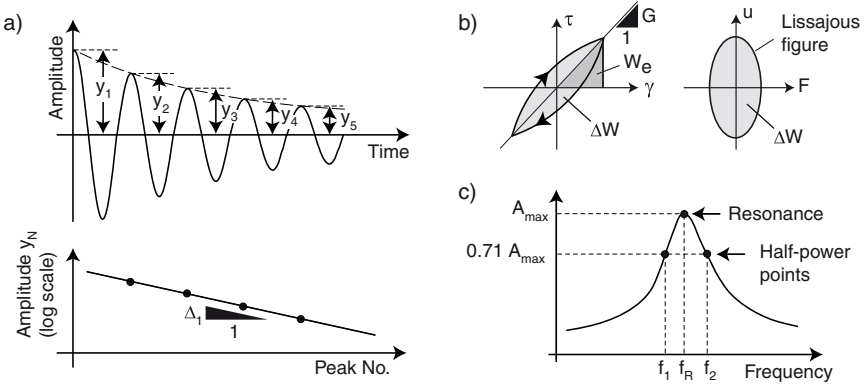 a)
Amplitude
y1
y2
y3
y4
y5
Time
Amplitude yN
(log scale)
Δ1
1
Peak No.
b)
τ
G
1
We
γ
ΔW
u
Lissajous
figure
F
ΔW
c)
Amax
Resonance
0.71 Amax
Half-power
points
f1 fR f2
Frequency